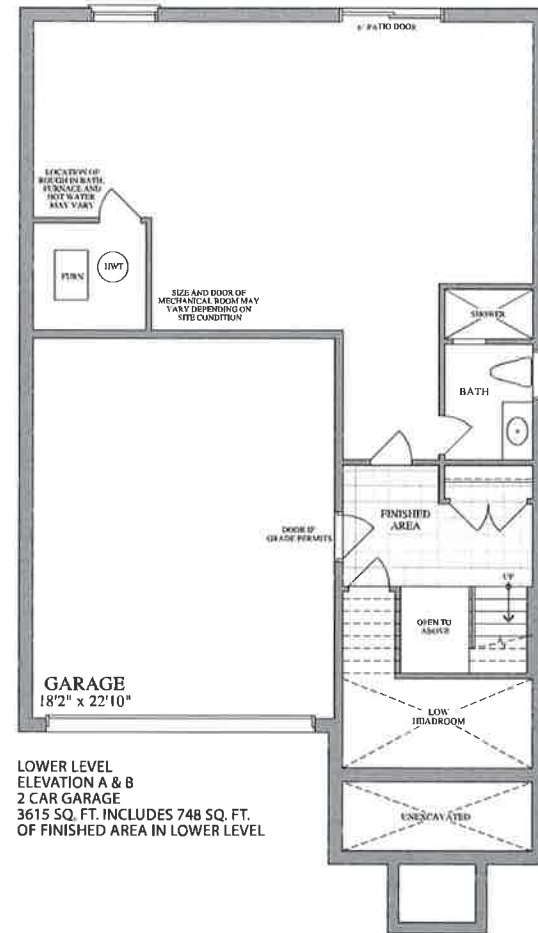 6' PATIO DOOR
LOCATION OF
ROUGH IN BATH,
FURNACE AND
HOT WATER
MAY VARY
FURN
HWT
SIZE AND DOOR OF
MECHANICAL ROOM MAY
VARY DEPENDING ON
SITE CONDITION
SHOWER
BATH
FINISHED
AREA
DOOR IF
GRADE PERMITS
UP
OPEN TO
ABOVE
GARAGE
18'2" x 22'10"
LOW
HEADROOM
LOWER LEVEL
ELEVATION A & B
2 CAR GARAGE
3615 SQ. FT. INCLUDES 748 SQ. FT.
OF FINISHED AREA IN LOWER LEVEL
UNEXCAVATED